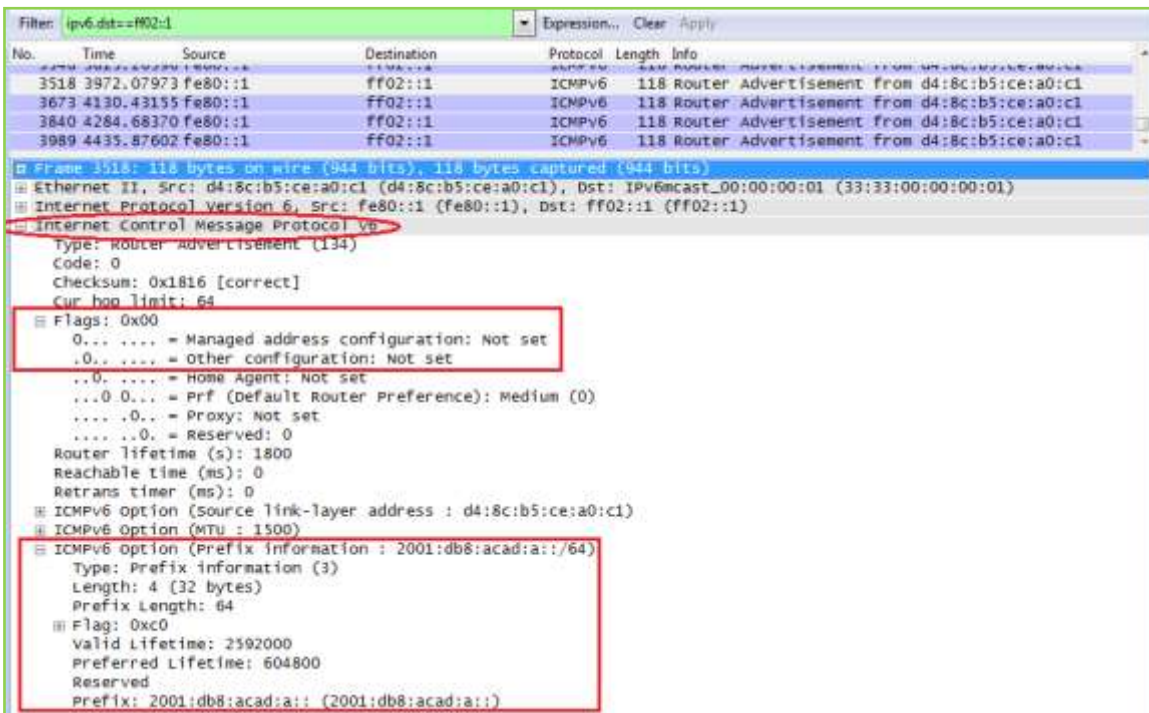 Filter: ipv6.dst==ff02::1 Expression... Clear Apply
No. Time Source Destination Protocol Length Info
3518 3972.07973 fe80::1 ff02::1 ICMPv6 118 Router Advertisement from d4:8c:b5:ce:a0:c1
3673 4130.43155 fe80::1 ff02::1 ICMPv6 118 Router Advertisement from d4:8c:b5:ce:a0:c1
3840 4284.68370 fe80::1 ff02::1 ICMPv6 118 Router Advertisement from d4:8c:b5:ce:a0:c1
3989 4435.87602 fe80::1 ff02::1 ICMPv6 118 Router Advertisement from d4:8c:b5:ce:a0:c1
Frame 3518: 118 bytes on wire (944 bits), 118 bytes captured (944 bits)
Ethernet II, Src: d4:8c:b5:ce:a0:c1 (d4:8c:b5:ce:a0:c1), Dst: IPv6mcast_00:00:00:01 (33:33:00:00:00:01)
Internet Protocol Version 6, Src: fe80::1 (fe80::1), Dst: ff02::1 (ff02::1)
Internet Control Message Protocol v6
Type: Router Advertisement (134)
Code: 0
Checksum: 0x1816 [correct]
Cur hop limit: 64
Flags: 0x00
0... .... = Managed address configuration: Not set
.0.. .... = Other configuration: Not set
..0. .... = Home Agent: Not set
...0 0... = Prf (Default Router Preference): Medium (0)
.... .0.. = Proxy: Not set
.... ..0. = Reserved: 0
Router lifetime (s): 1800
Reachable time (ms): 0
Retrans timer (ms): 0
ICMPv6 Option (Source link-layer address : d4:8c:b5:ce:a0:c1)
ICMPv6 Option (MTU : 1500)
ICMPv6 Option (Prefix information : 2001:db8:acad:a::/64)
Type: Prefix information (3)
Length: 4 (32 bytes)
Prefix Length: 64
Flag: 0xc0
Valid Lifetime: 2592000
Preferred Lifetime: 604800
Reserved
Prefix: 2001:db8:acad:a:: (2001:db8:acad:a::)